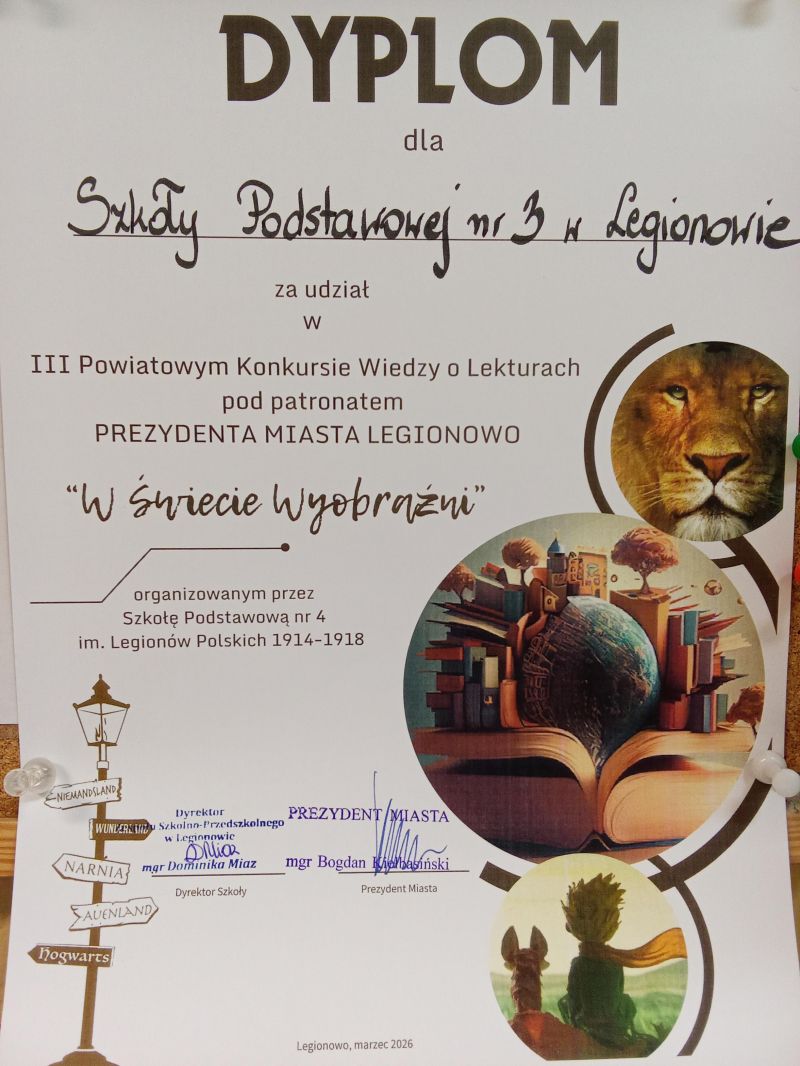 DYPLOM
dla
Szkoły Podstawowej nr 3 w Legionowie
za udział
w
III Powiatowym Konkursie Wiedzy o Lekturach
pod patronatem
PREZYDENTA MIASTA LEGIONOWO
"W Świecie Wyobraźni"
organizowanym przez
Szkołę Podstawową nr 4
im. Legionów Polskich 1914-1918
NIEMANDSLAND
WUNDERLAND
NARNIA
AUENLAND
Hogwarts
Dyrektor
Szkolno-Przedszkolnego
w Legionowie
mgr Dominika Miaz
Dyrektor Szkoły
PREZYDENT MIASTA
mgr Bogdan Kiełbasiński
Prezydent Miasta
Legionowo, marzec 2026